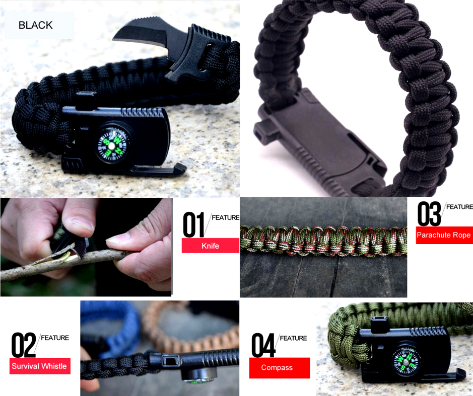 BLACK
01 FEATURE
Knife
03 FEATURE
Parachute Rope
02 FEATURE
Survival Whistle
04 FEATURE
Compass